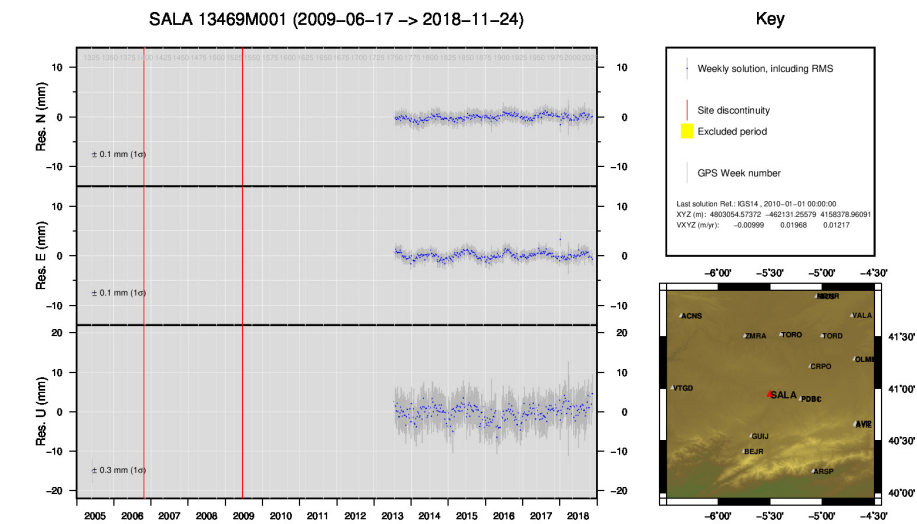 SALA 13469M001 (2009−06−17 −> 2018−11−24)
Key
Res. N (mm)
10
0
−10
± 0.1 mm (1σ)
10
0
−10
Res. E (mm)
10
0
−10
± 0.1 mm (1σ)
10
0
−10
Res. U (mm)
20
10
0
−10
−20
± 0.3 mm (1σ)
20
10
0
−10
−20
2005 2006 2007 2008 2009 2010 2011 2012 2013 2014 2015 2016 2017 2018
Weekly solution, inlcuding RMS
Site discontinuity
Excluded period
GPS Week number
Last solution Ref.: IGS14 , 2010−01−01 00:00:00
XYZ (m): 4803054.57372 −462131.25579 4158378.96091
VXYZ (m/yr): −0.00999 0.01968 0.01217
−6˚00' −5˚30' −5˚00' −4˚30'
ACNS
VALA
ZMRA
TORO
TORD
41˚30'
CRPO
VTGD
41˚00'
SALA
GUIJ
40˚30'
BEJR
ARSP
40˚00'
−6˚00' −5˚30' −5˚00' −4˚30'